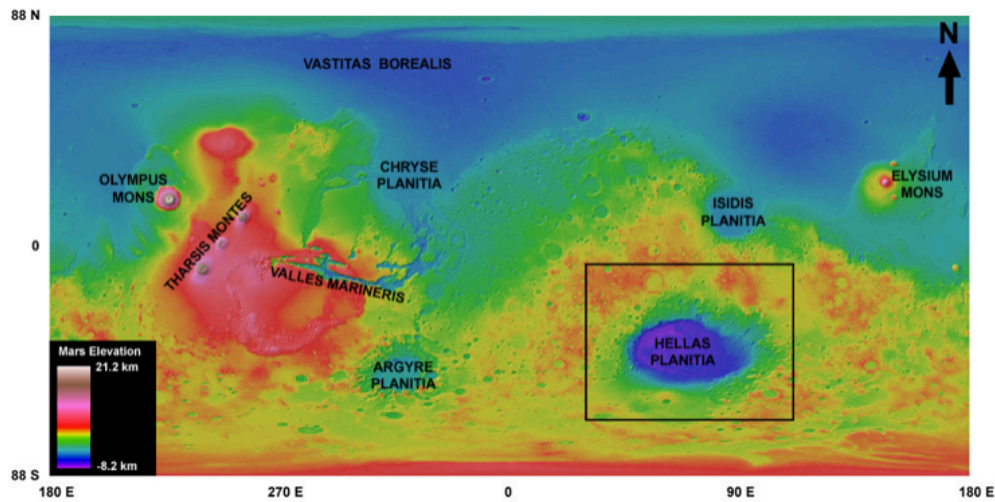 88 N
VASTITAS BOREALIS
N
OLYMPUS
MONS
CHRYSE
PLANITIA
ISIDIS
PLANITIA
ELYSIUM
MONS
THARSIS MONTES
0
VALLES MARINERIS
HELLAS
PLANITIA
ARGYRE
PLANITIA
Mars Elevation
21.2 km
-8.2 km
88 S
180 E
270 E
0
90 E
180 E